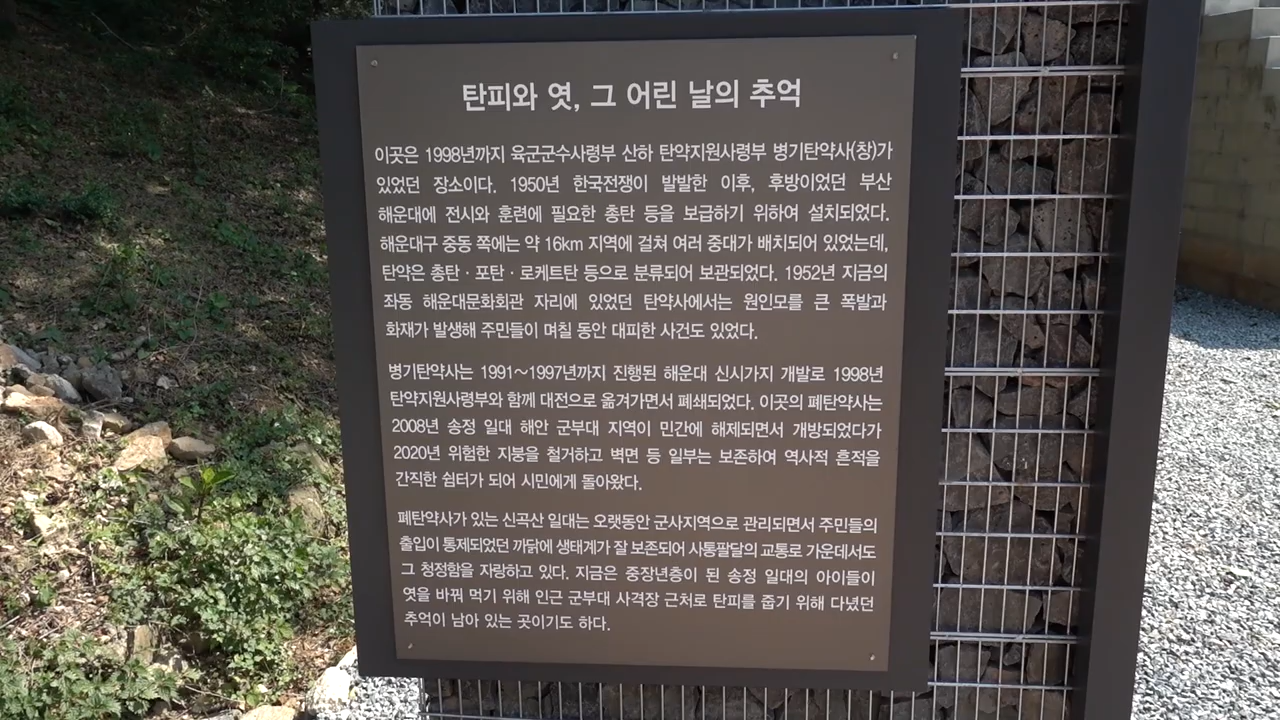 탄피와 엿, 그 어린 날의 추억
이곳은 1998년까지 육군군수사령부 산하 탄약지원사령부 병기탄약사(창)가
있었던 장소이다. 1950년 한국전쟁이 발발한 이후, 후방이었던 부산
해운대에 전시와 훈련에 필요한 총탄 등을 보급하기 위하여 설치되었다.
해운대구 중동 쪽에는 약 16km 지역에 걸쳐 여러 중대가 배치되어 있었는데,
탄약은 총탄·포탄·로케트탄 등으로 분류되어 보관되었다. 1952년 지금의
좌동 해운대문화회관 자리에 있었던 탄약사에서는 원인모를 큰 폭발과
화재가 발생해 주민들이 며칠 동안 대피한 사건도 있었다.
병기탄약사는 1991~1997년까지 진행된 해운대 신시가지 개발로 1998년
탄약지원사령부와 함께 대전으로 옮겨가면서 폐쇄되었다. 이곳의 폐탄약사는
2008년 송정 일대 해안 군부대 지역이 민간에 해제되면서 개방되었다가
2020년 위험한 지붕을 철거하고 벽면 등 일부는 보존하여 역사적 흔적을
간직한 쉼터가 되어 시민에게 돌아왔다.
폐탄약사가 있는 신곡산 일대는 오랫동안 군사지역으로 관리되면서 주민들의
출입이 통제되었던 까닭에 생태계가 잘 보존되어 사통팔달의 교통로 가운데서도
그 청정함을 자랑하고 있다. 지금은 중장년층이 된 송정 일대의 아이들이
엿을 바꿔 먹기 위해 인근 군부대 사격장 근처로 탄피를 줍기 위해 다녔던
추억이 남아 있는 곳이기도 하다.